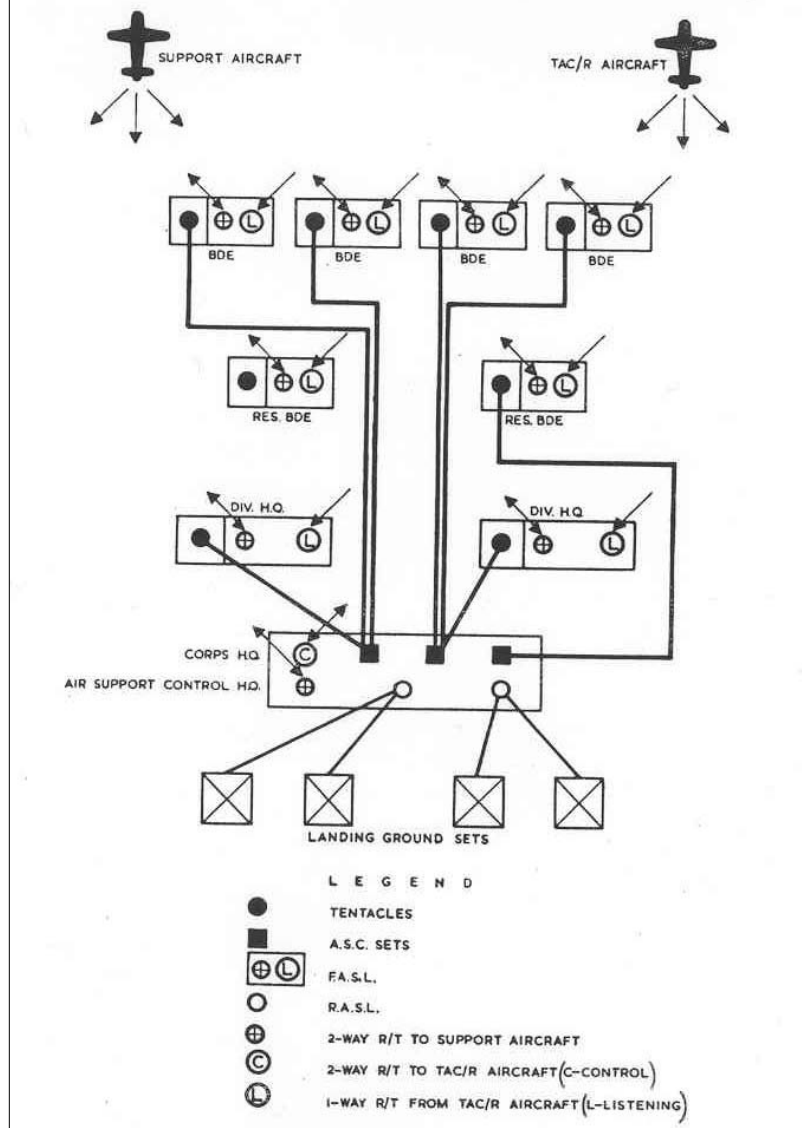 SUPPORT AIRCRAFT
TAC/R AIRCRAFT
L
L
L
L
BDE
BDE
BDE
BDE
L
L
RES. BDE
RES. BDE
DIV. H.Q.
DIV. H.Q.
L
L
CORPS H.Q.
C
AIR SUPPORT CONTROL H.Q.
LANDING GROUND SETS
LEGEND
TENTACLES
A.S.C. SETS
L
F.A.S.L.
R.A.S.L.
2-WAY R/T TO SUPPORT AIRCRAFT
C
2-WAY R/T TO TAC/R AIRCRAFT (C-CONTROL)
L
1-WAY R/T FROM TAC/R AIRCRAFT (L-LISTENING)